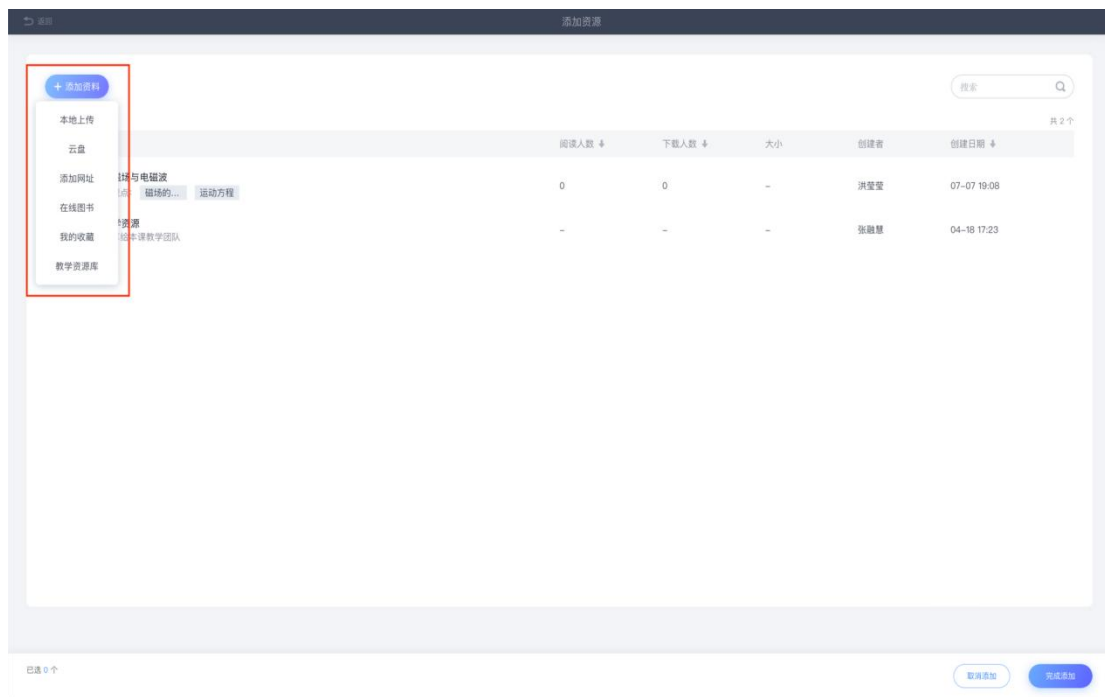 返回
添加资源
+ 添加资料
搜索
本地上传
共 2 个
云盘
阅读人数 下载人数 大小 创建者 创建日期
添加网址
场与电磁波
磁场的... 运动方程
0 0 - 洪莹莹 07-07 19:08
在线图书
资源
我的收藏
本课教学团队
- - - 张融慧 04-18 17:23
教学资源库
已选 0 个
取消添加
完成添加